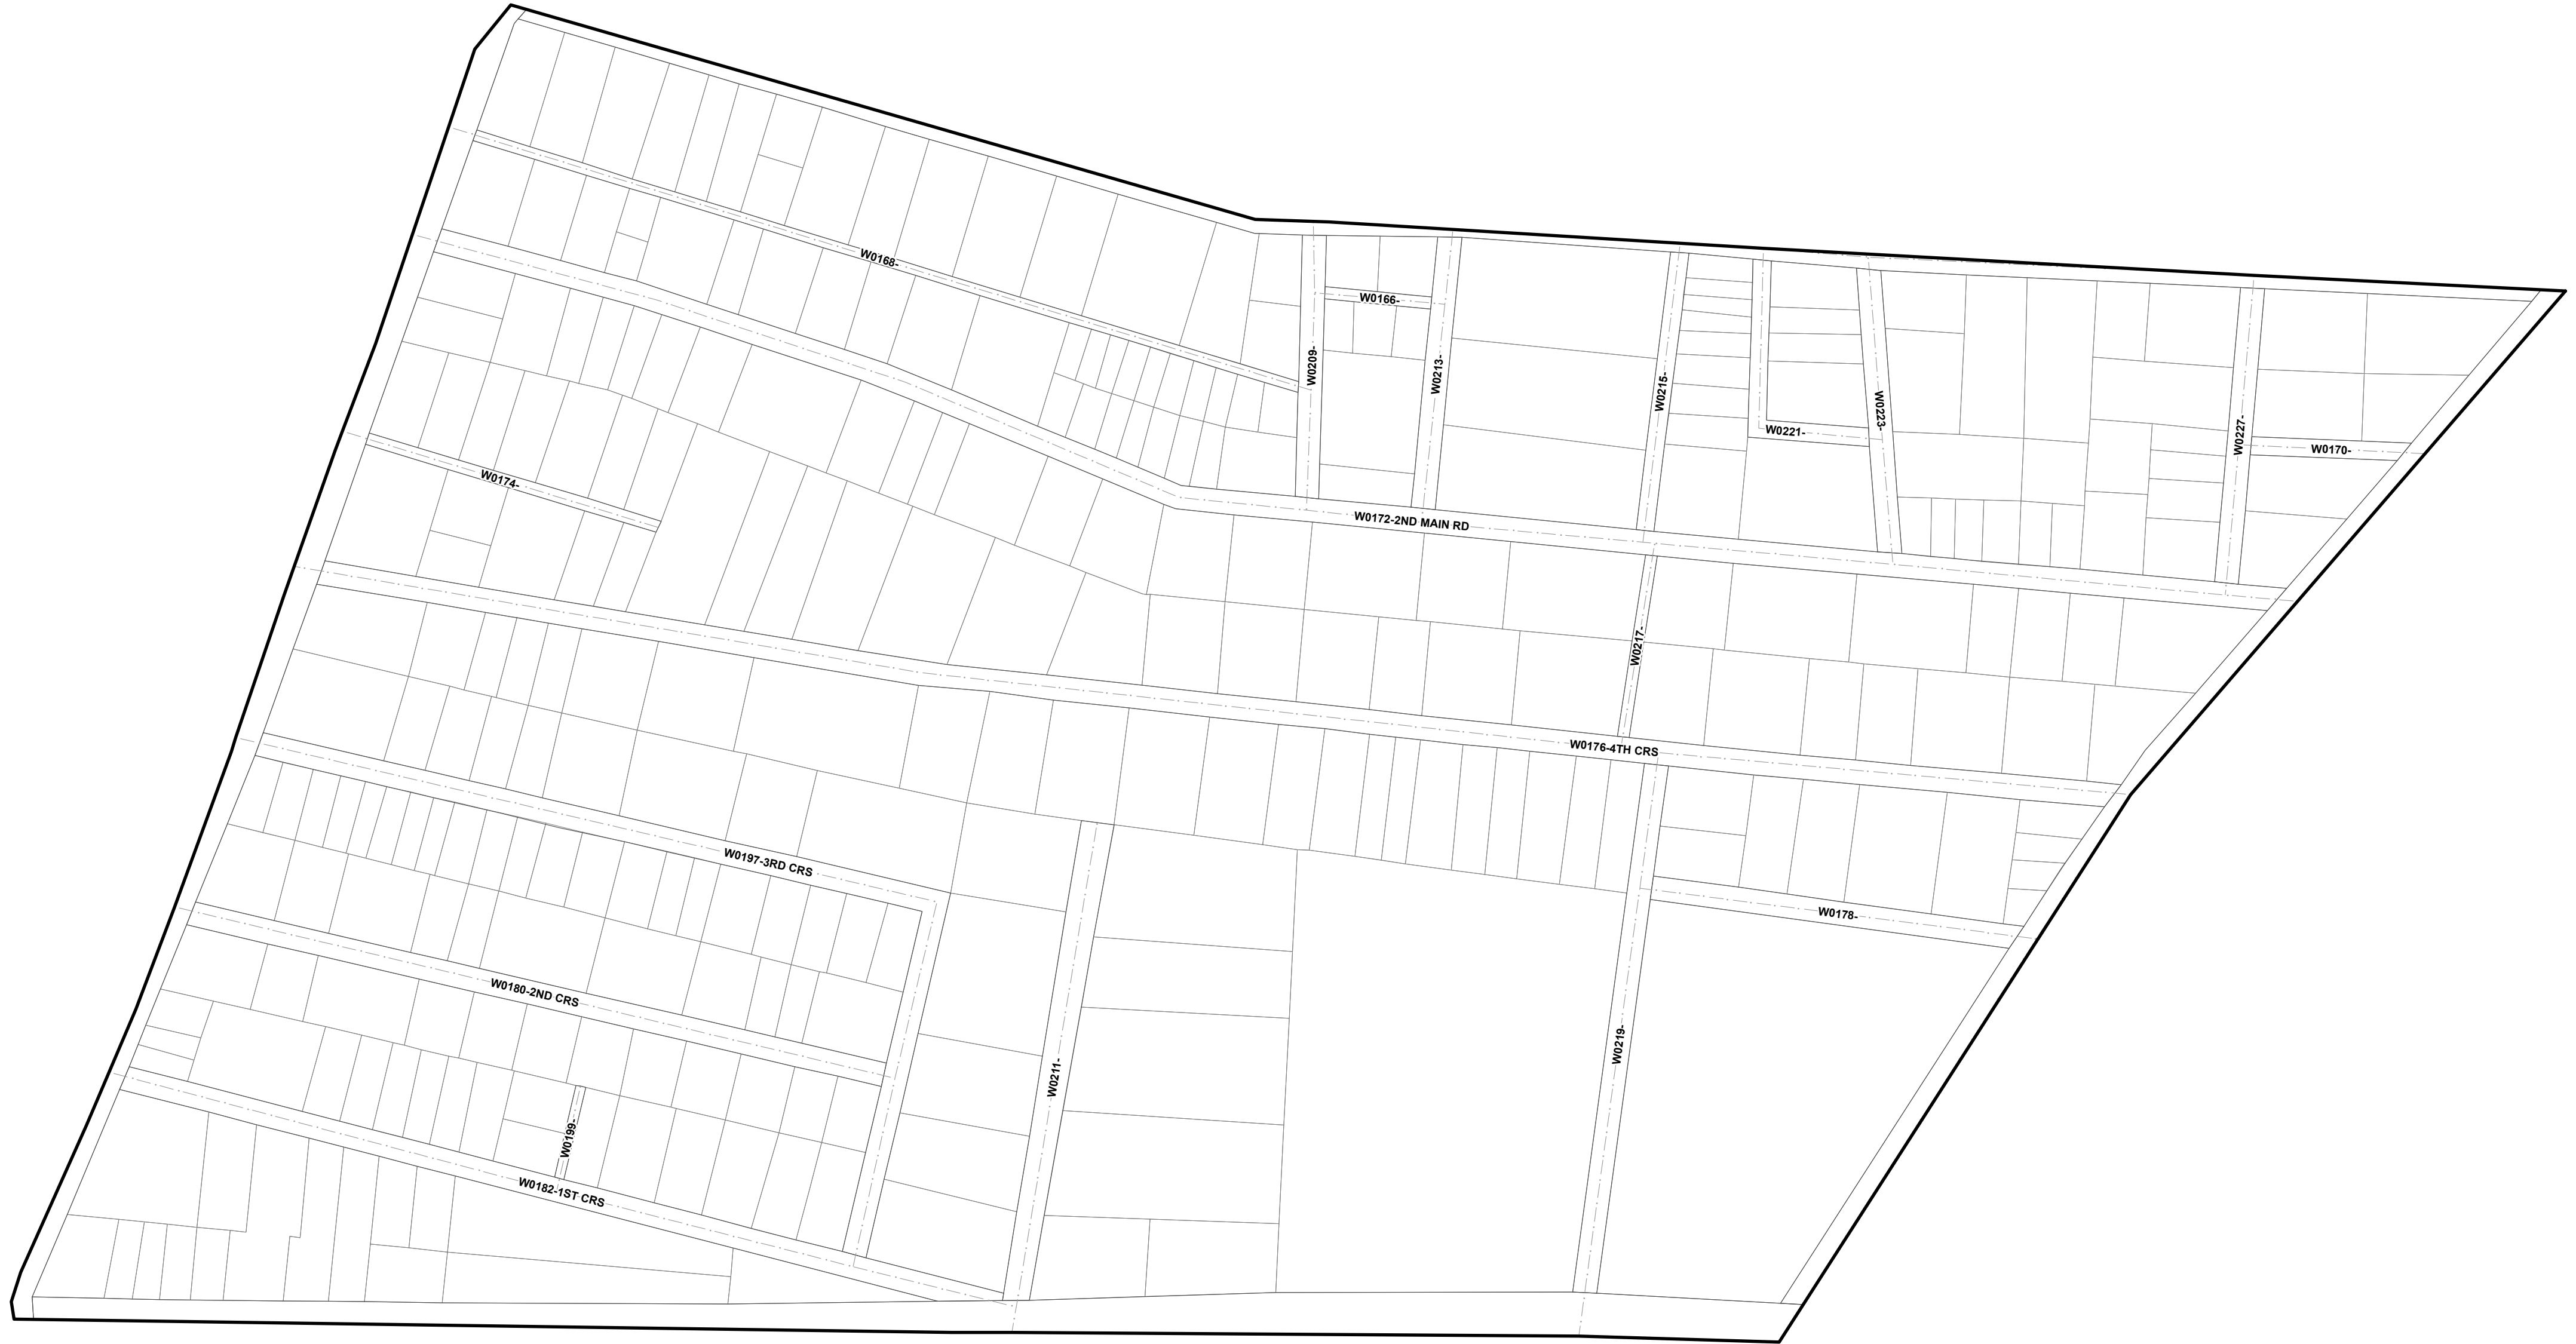 W0168-
W0166-
W0209-
W0213-
W0215-
W0223-
W0221-
W0227-
W0170-
W0174-
W0172-2ND MAIN RD
W0217-
W0176-4TH CRS
W0197-3RD CRS
W0178-
W0180-2ND CRS
W0211-
W0219-
W0199-
W0182-1ST CRS